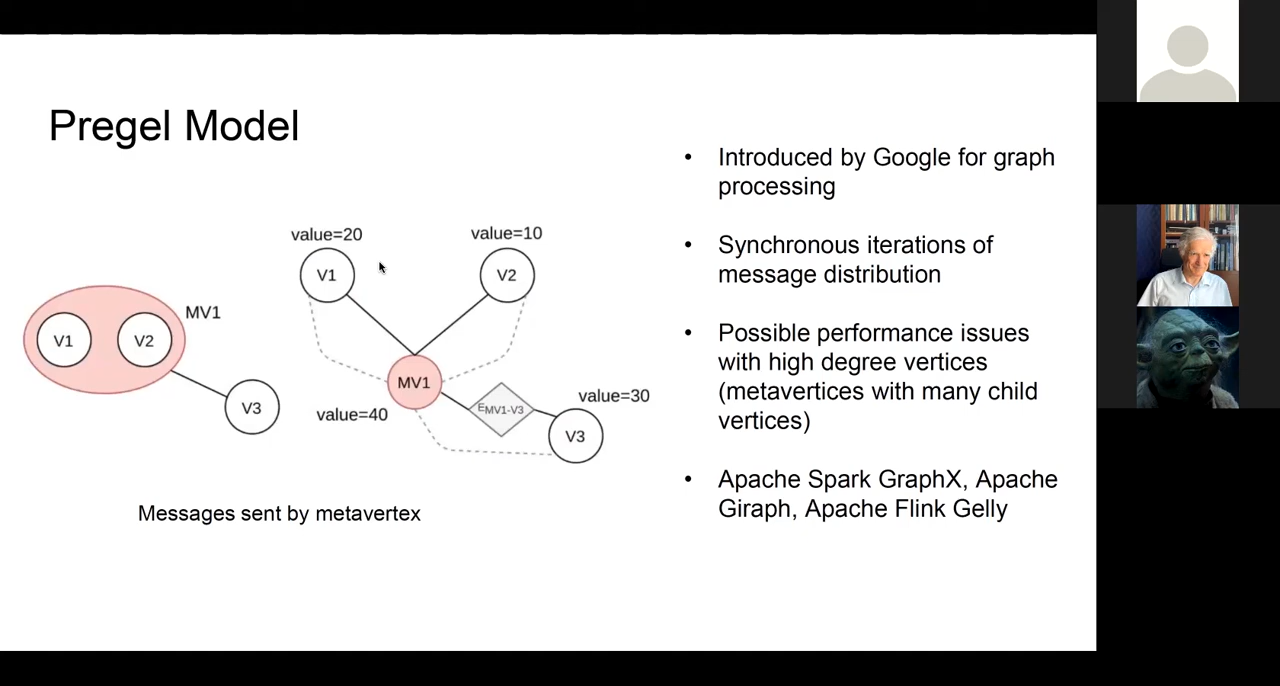 Pregel Model
value=20
value=10
V1
V2
MV1
V1
V2
V3
MV1
value=40
EMV1-V3
value=30
V3
Messages sent by metavertex
• Introduced by Google for graph
processing
• Synchronous iterations of
message distribution
• Possible performance issues
with high degree vertices
(metavertices with many child
vertices)
• Apache Spark GraphX, Apache
Giraph, Apache Flink Gelly